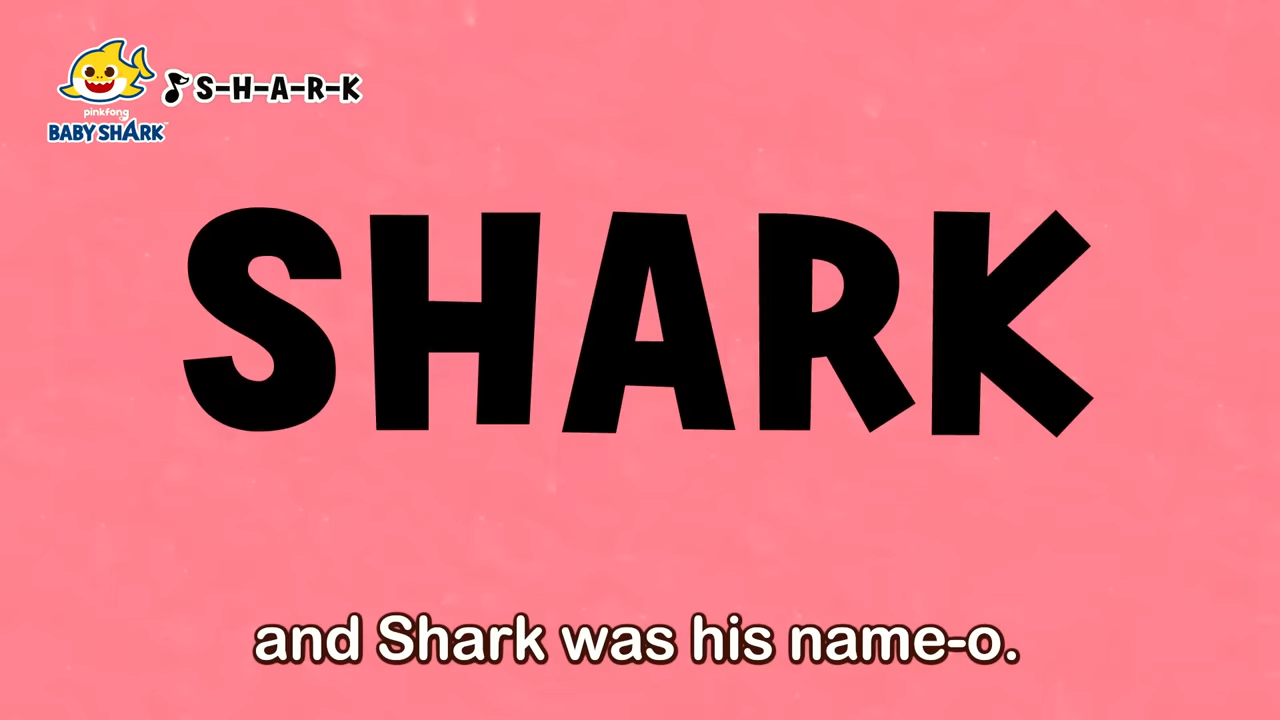 S-H-A-R-K
pinkfong
BABY SHARK
SHARK
and Shark was his name-o.